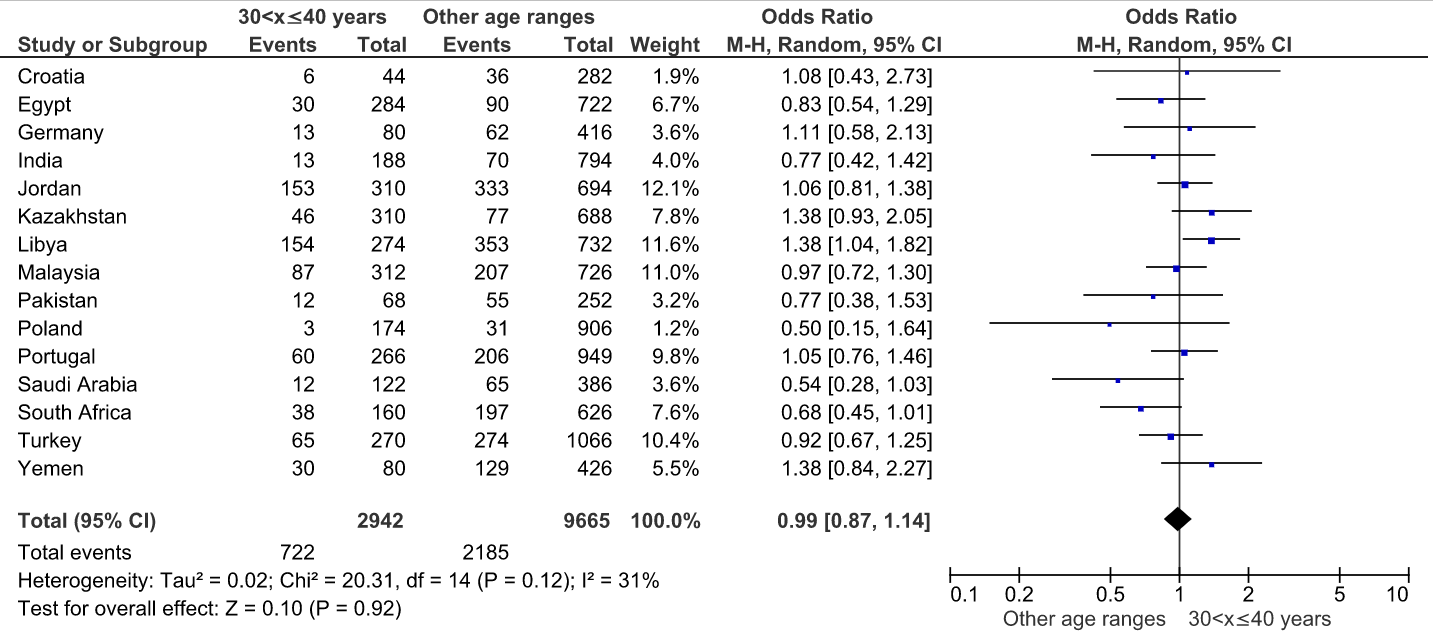 30<x≤40 years Other age ranges Odds Ratio Odds Ratio
Study or Subgroup Events Total Events Total Weight M-H, Random, 95% CI M-H, Random, 95% CI
Croatia 6 44 36 282 1.9% 1.08 [0.43, 2.73]
Egypt 30 284 90 722 6.7% 0.83 [0.54, 1.29]
Germany 13 80 62 416 3.6% 1.11 [0.58, 2.13]
India 13 188 70 794 4.0% 0.77 [0.42, 1.42]
Jordan 153 310 333 694 12.1% 1.06 [0.81, 1.38]
Kazakhstan 46 310 77 688 7.8% 1.38 [0.93, 2.05]
Libya 154 274 353 732 11.6% 1.38 [1.04, 1.82]
Malaysia 87 312 207 726 11.0% 0.97 [0.72, 1.30]
Pakistan 12 68 55 252 3.2% 0.77 [0.38, 1.53]
Poland 3 174 31 906 1.2% 0.50 [0.15, 1.64]
Portugal 60 266 206 949 9.8% 1.05 [0.76, 1.46]
Saudi Arabia 12 122 65 386 3.6% 0.54 [0.28, 1.03]
South Africa 38 160 197 626 7.6% 0.68 [0.45, 1.01]
Turkey 65 270 274 1066 10.4% 0.92 [0.67, 1.25]
Yemen 30 80 129 426 5.5% 1.38 [0.84, 2.27]
Total (95% CI) 2942 9665 100.0% 0.99 [0.87, 1.14]
Total events 722 2185
Heterogeneity: Tau² = 0.02; Chi² = 20.31, df = 14 (P = 0.12); I² = 31%
Test for overall effect: Z = 0.10 (P = 0.92)
0.1 0.2 0.5 1 2 5 10
Other age ranges 30<x≤40 years